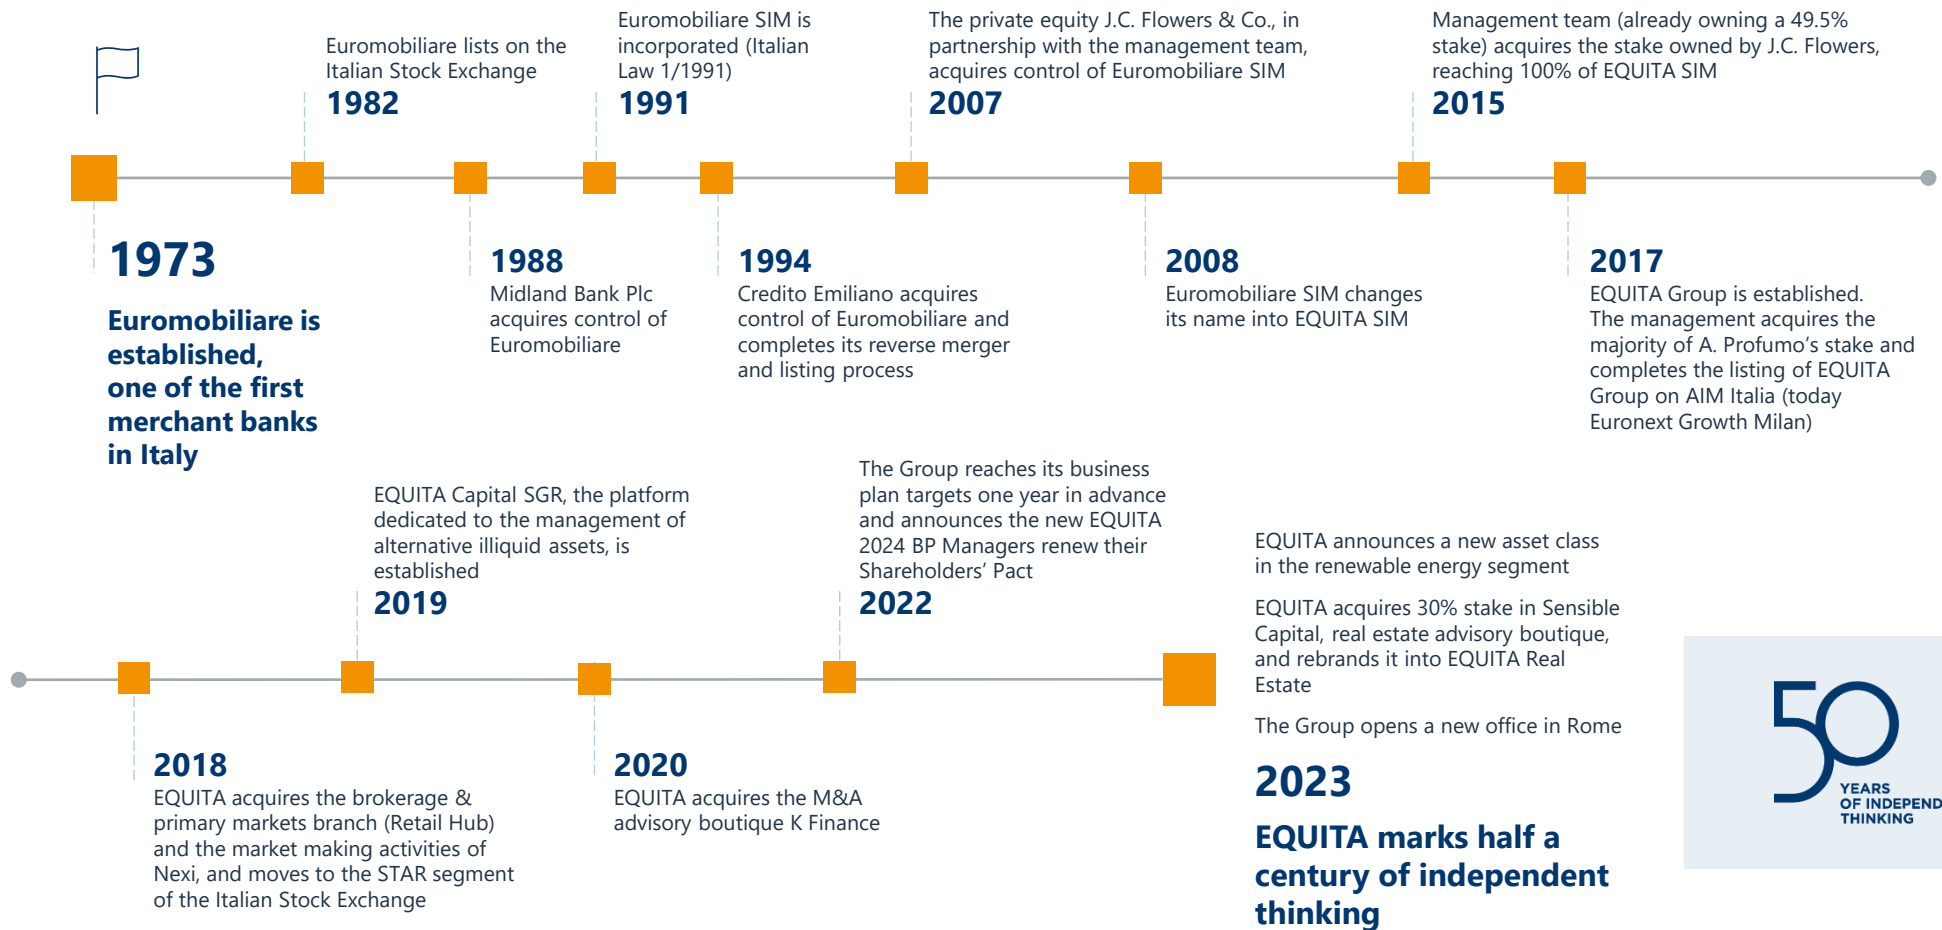 Euromobiliare lists on the
Italian Stock Exchange
1982
Euromobiliare SIM is
incorporated (Italian
Law 1/1991)
1991
The private equity J.C. Flowers & Co., in
partnership with the management team,
acquires control of Euromobiliare SIM
2007
Management team (already owning a 49.5%
stake) acquires the stake owned by J.C. Flowers,
reaching 100% of EQUITA SIM
2015
1973
Euromobiliare is
established,
one of the first
merchant banks
in Italy
1988
Midland Bank Plc
acquires control of
Euromobiliare
1994
Credito Emiliano acquires
control of Euromobiliare and
completes its reverse merger
and listing process
2008
Euromobiliare SIM changes
its name into EQUITA SIM
2017
EQUITA Group is established.
The management acquires the
majority of A. Profumo’s stake and
completes the listing of EQUITA
Group on AIM Italia (today
Euronext Growth Milan)
2018
EQUITA acquires the brokerage &
primary markets branch (Retail Hub)
and the market making activities of
Nexi, and moves to the STAR segment
of the Italian Stock Exchange
EQUITA Capital SGR, the platform
dedicated to the management of
alternative illiquid assets, is
established
2019
2020
EQUITA acquires the M&A
advisory boutique K Finance
The Group reaches its business
plan targets one year in advance
and announces the new EQUITA
2024 BP Managers renew their
Shareholders’ Pact
2022
EQUITA announces a new asset class
in the renewable energy segment
EQUITA acquires 30% stake in Sensible
Capital, real estate advisory boutique,
and rebrands it into EQUITA Real
Estate
The Group opens a new office in Rome
2023
EQUITA marks half a
century of independent
thinking
50
YEARS
OF INDEPEND
THINKING